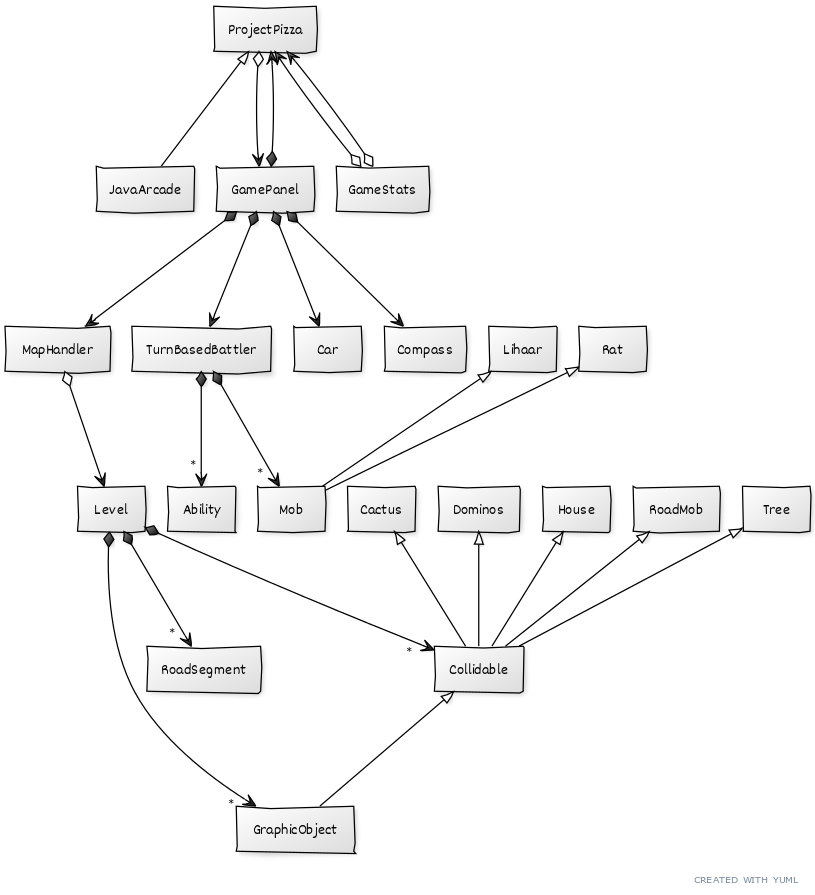 ProjectPizza
JavaArcade
GamePanel
GameStats
MapHandler
TurnBasedBattler
Car
Compass
Lihaar
Rat
*
*
Level
Ability
Mob
Cactus
Dominos
House
RoadMob
Tree
*
*
RoadSegment
Collidable
*
GraphicObject
CREATED WITH YUML